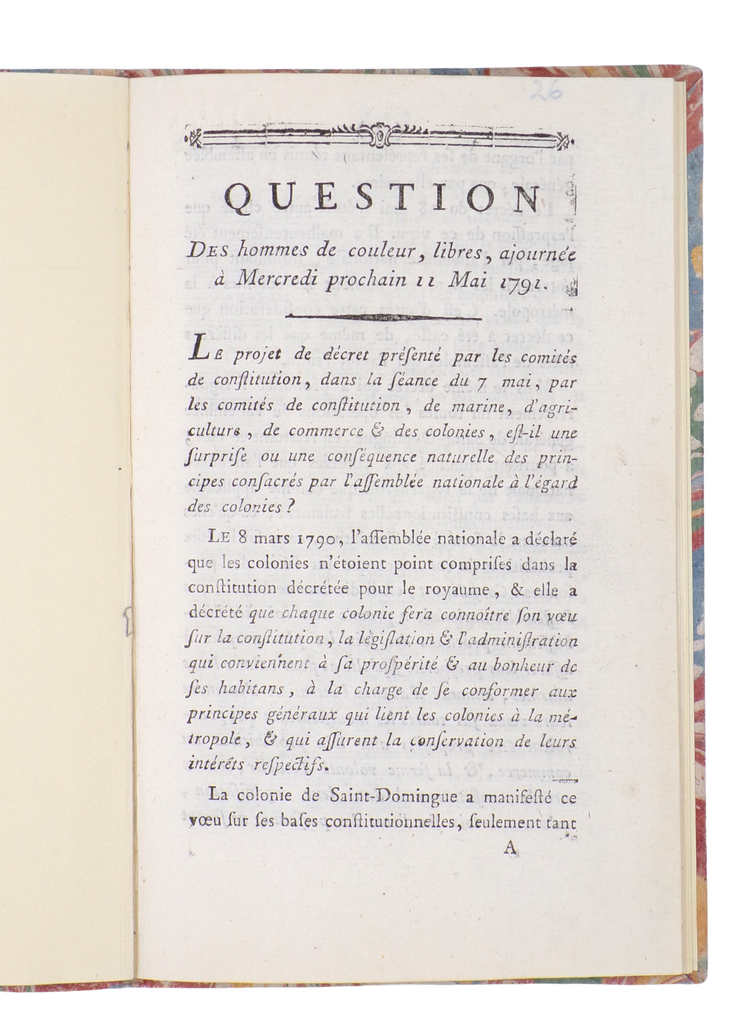 26
QUESTION
DES hommes de couleur, libres, ajournée
à Mercredi prochain 11 Mai 1791.
LE projet de décret préſenté par les comités
de conſtitution, dans la ſéance du 7 mai, par
les comités de conſtitution, de marine, d'agri-
culture, de commerce & des colonies, eſt-il une
ſurpriſe ou une conſéquence naturelle des prin-
cipes conſacrés par l'aſſemblée nationale à l'égard
des colonies ?
LE 8 mars 1790, l'aſſemblée nationale a déclaré
que les colonies n'étoient point compriſes dans la
conſtitution décrétée pour le royaume, & elle a
décrété que chaque colonie fera connoître ſon vœu
ſur la conſtitution, la légiſlation & l'adminiſtration
qui conviennent à ſa proſpérité & au bonheur de
ſes habitans, à la charge de ſe conformer aux
principes généraux qui lient les colonies à la mé-
tropole, & qui aſſurent la conſervation de leurs
intérêts reſpectifs.
La colonie de Saint-Domingue a manifeſté ce
vœu ſur ſes baſes conſtitutionnelles, ſeulement tant
A